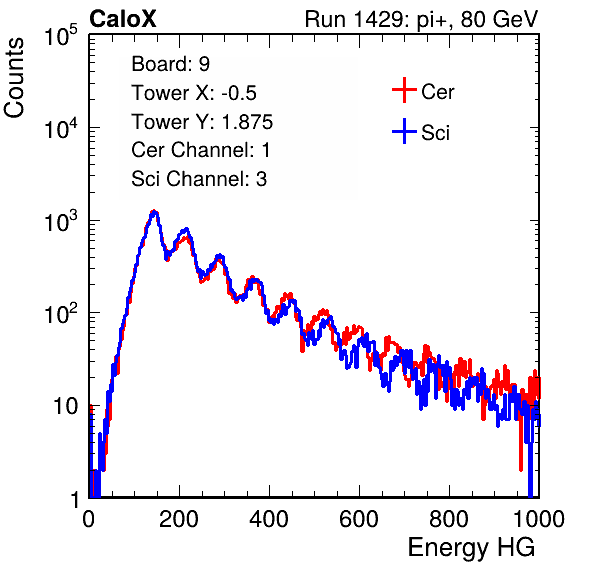 CaloX Run 1429: pi+, 80 GeV
Counts
10^5
10^4
10^3
10^2
10
1
Board: 9
Tower X: -0.5
Tower Y: 1.875
Cer Channel: 1
Sci Channel: 3
Cer
Sci
0 200 400 600 800 1000
Energy HG